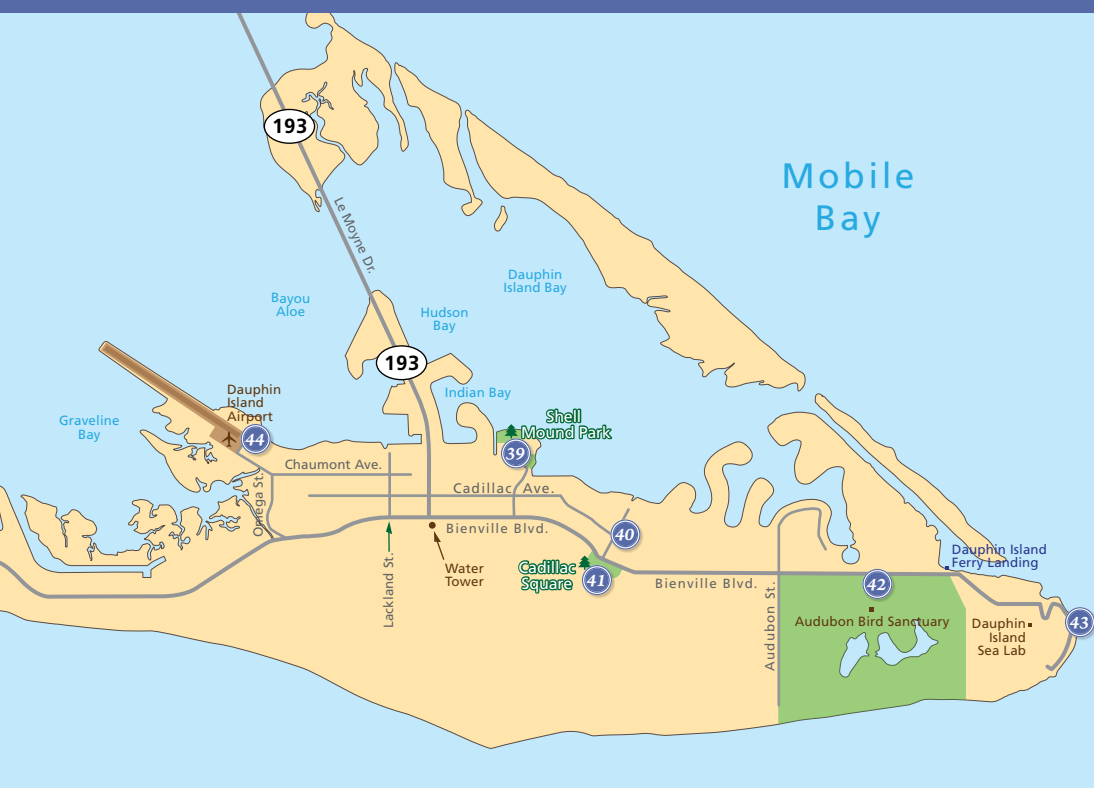 193
Mobile
Bay
Le Moyne Dr.
Dauphin
Island Bay
Bayou
Aloe
Hudson
Bay
193
Indian Bay
Dauphin
Island
Airport
Graveline
Bay
44
Shell
Mound Park
39
Chaumont Ave.
Omega St.
Cadillac Ave.
Bienville Blvd.
40
Water
Tower
Lackland St.
Cadillac
Square
41
Bienville Blvd.
Audubon St.
42
Audubon Bird Sanctuary
Dauphin Island
Ferry Landing
Dauphin
Island
Sea Lab
43